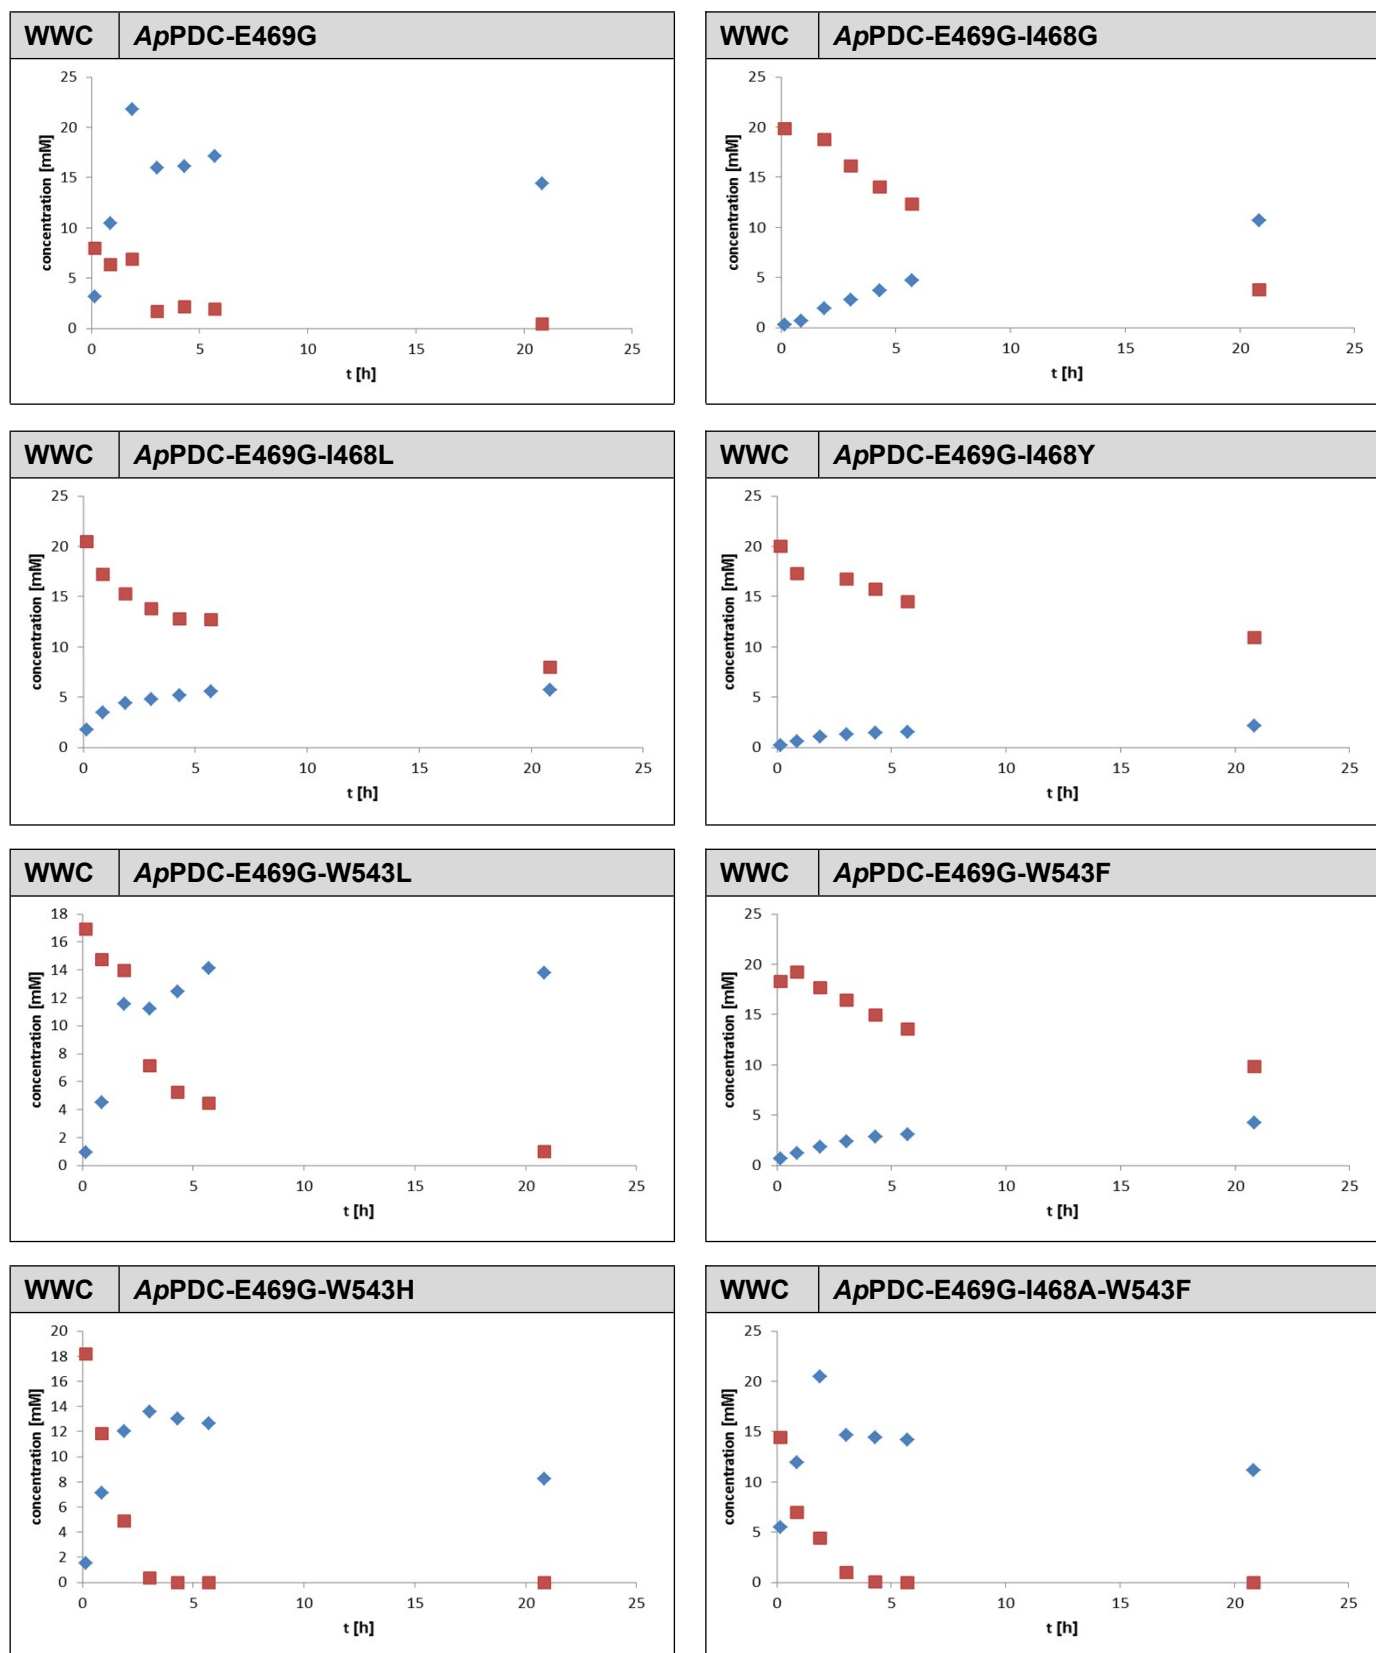 WWC ApPDC-E469G
25
20
15
10
5
0
concentration [mM]
0 5 10 15 20 25
t [h]
WWC ApPDC-E469G-I468G
25
20
15
10
5
0
concentration [mM]
0 5 10 15 20 25
t [h]
WWC ApPDC-E469G-I468L
25
20
15
10
5
0
concentration [mM]
0 5 10 15 20 25
t [h]
WWC ApPDC-E469G-I468Y
25
20
15
10
5
0
concentration [mM]
0 5 10 15 20 25
t [h]
WWC ApPDC-E469G-W543L
18
16
14
12
10
8
6
4
2
0
concentration [mM]
0 5 10 15 20 25
t [h]
WWC ApPDC-E469G-W543F
25
20
15
10
5
0
concentration [mM]
0 5 10 15 20 25
t [h]
WWC ApPDC-E469G-W543H
20
18
16
14
12
10
8
6
4
2
0
concentration [mM]
0 5 10 15 20 25
t [h]
WWC ApPDC-E469G-I468A-W543F
25
20
15
10
5
0
concentration [mM]
0 5 10 15 20 25
t [h]